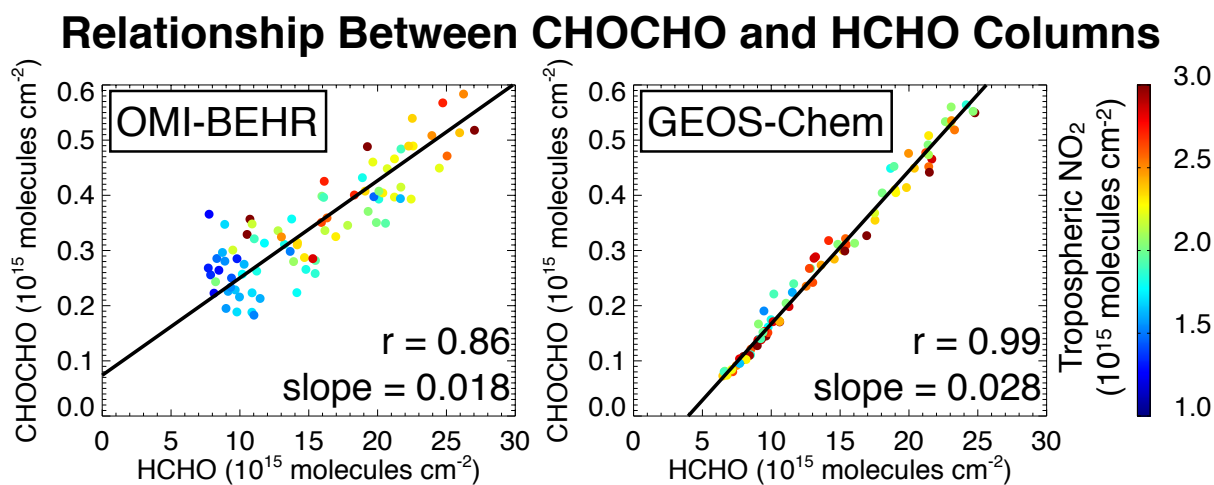 Relationship Between CHOCHO and HCHO Columns
CHOCHO (10¹⁵ molecules cm⁻²)
0.6
0.5
0.4
0.3
0.2
0.1
0.0
OMI-BEHR
r = 0.86
slope = 0.018
0 5 10 15 20 25 30
HCHO (10¹⁵ molecules cm⁻²)
CHOCHO (10¹⁵ molecules cm⁻²)
0.6
0.5
0.4
0.3
0.2
0.1
0.0
GEOS-Chem
r = 0.99
slope = 0.028
0 5 10 15 20 25 30
HCHO (10¹⁵ molecules cm⁻²)
Tropospheric NO₂
(10¹⁵ molecules cm⁻²)
3.0
2.5
2.0
1.5
1.0